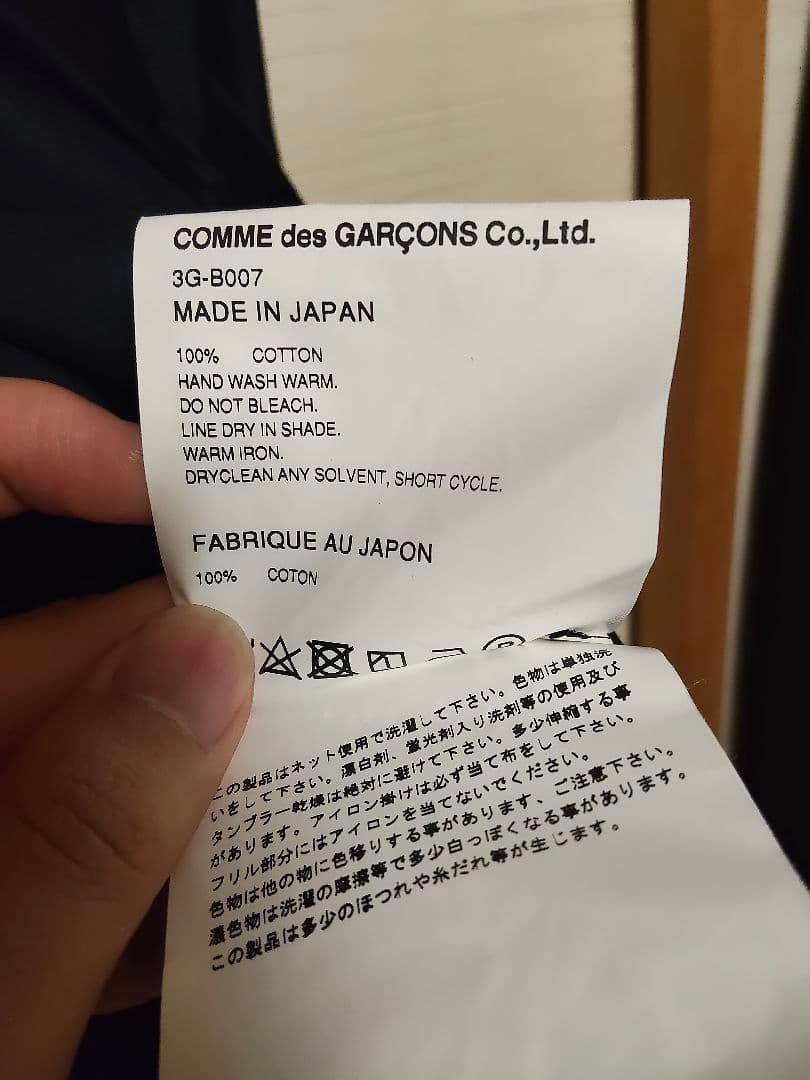 COMME des GARÇONS Co.,Ltd.
3G-B007
MADE IN JAPAN
100% COTTON
HAND WASH WARM.
DO NOT BLEACH.
LINE DRY IN SHADE.
WARM IRON.
DRYCLEAN ANY SOLVENT, SHORT CYCLE.
FABRIQUE AU JAPON
100% COTON
この製品はネット使用で洗濯して下さい。色物は単独洗
いをして下さい。漂白剤、蛍光剤入り洗剤等の使用及び
タンブラー乾燥は絶対に避けて下さい。多少伸縮する事
があります。アイロン掛けは必ず当て布をして下さい。
フリル部分にはアイロンを当てないでください。
色物は他の物に色移りする事があります、ご注意下さい。
濃色物は洗濯の摩擦等で多少白っぽくなる事があります。
この製品は多少のほつれや糸だれ等が生じます。